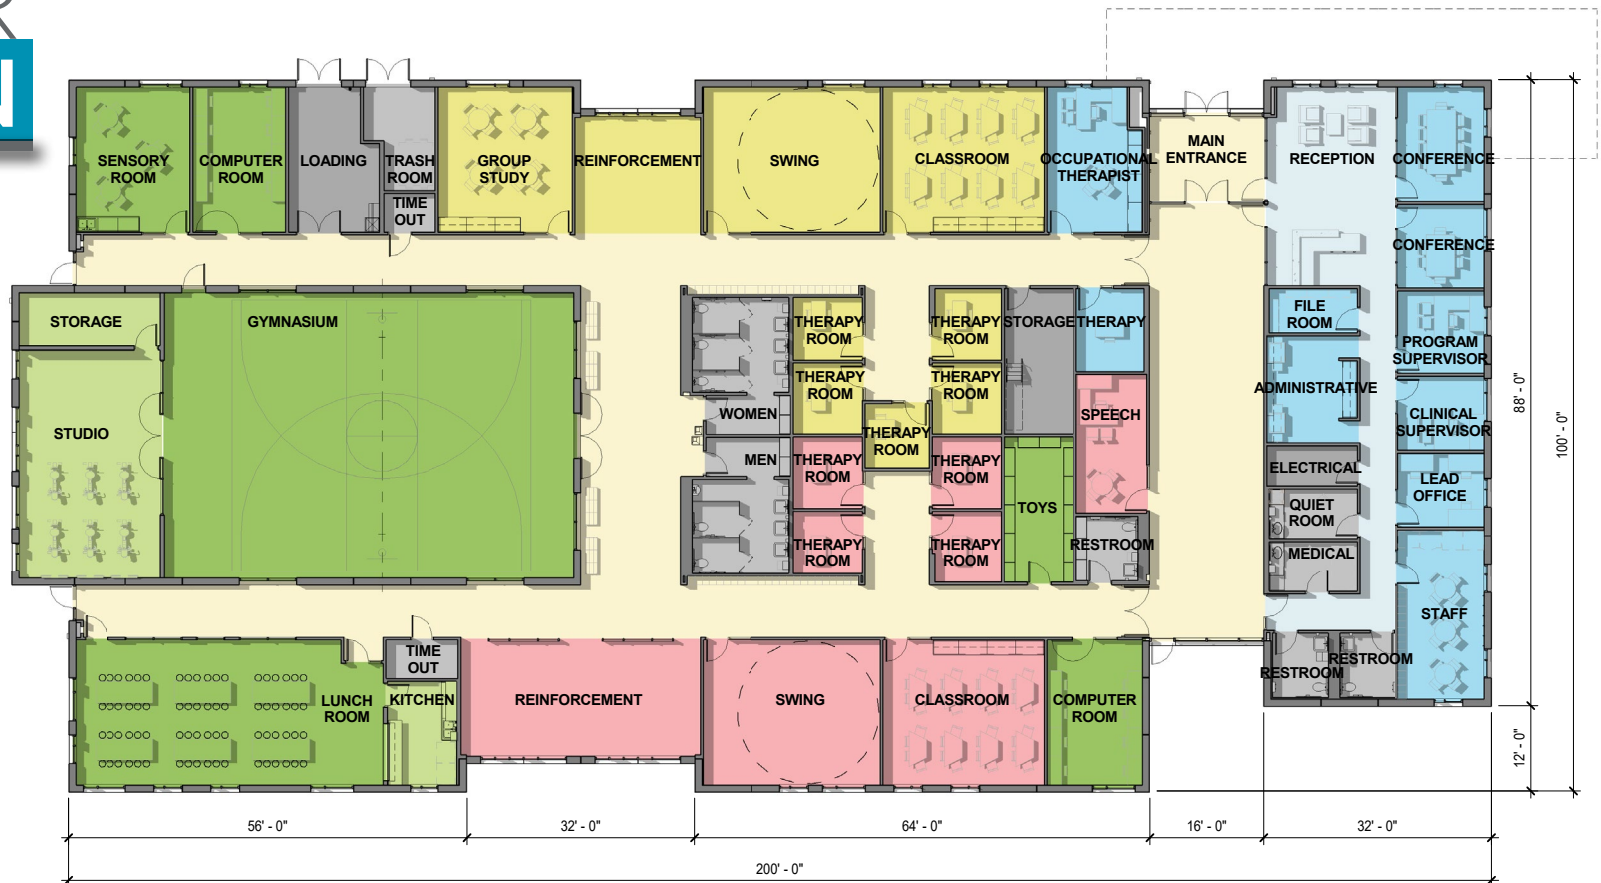 N
SENSORY
ROOM
COMPUTER
ROOM
LOADING
TRASH
ROOM
TIME
OUT
GROUP
STUDY
REINFORCEMENT
SWING
CLASSROOM
OCCUPATIONAL
THERAPIST
MAIN
ENTRANCE
RECEPTION
CONFERENCE
CONFERENCE
STORAGE
GYMNASIUM
STUDIO
WOMEN
MEN
THERAPY
ROOM
THERAPY
ROOM
THERAPY
ROOM
THERAPY
ROOM
THERAPY
ROOM
THERAPY
ROOM
THERAPY
ROOM
THERAPY
ROOM
THERAPY
ROOM
STORAGE
THERAPY
SPEECH
TOYS
RESTROOM
FILE
ROOM
PROGRAM
SUPERVISOR
ADMINISTRATIVE
CLINICAL
SUPERVISOR
ELECTRICAL
LEAD
OFFICE
QUIET
ROOM
MEDICAL
STAFF
RESTROOM
RESTROOM
LUNCH
ROOM
TIME
OUT
KITCHEN
REINFORCEMENT
SWING
CLASSROOM
COMPUTER
ROOM
88' - 0"
100' - 0"
12' - 0"
56' - 0"
32' - 0"
64' - 0"
16' - 0"
32' - 0"
200' - 0"